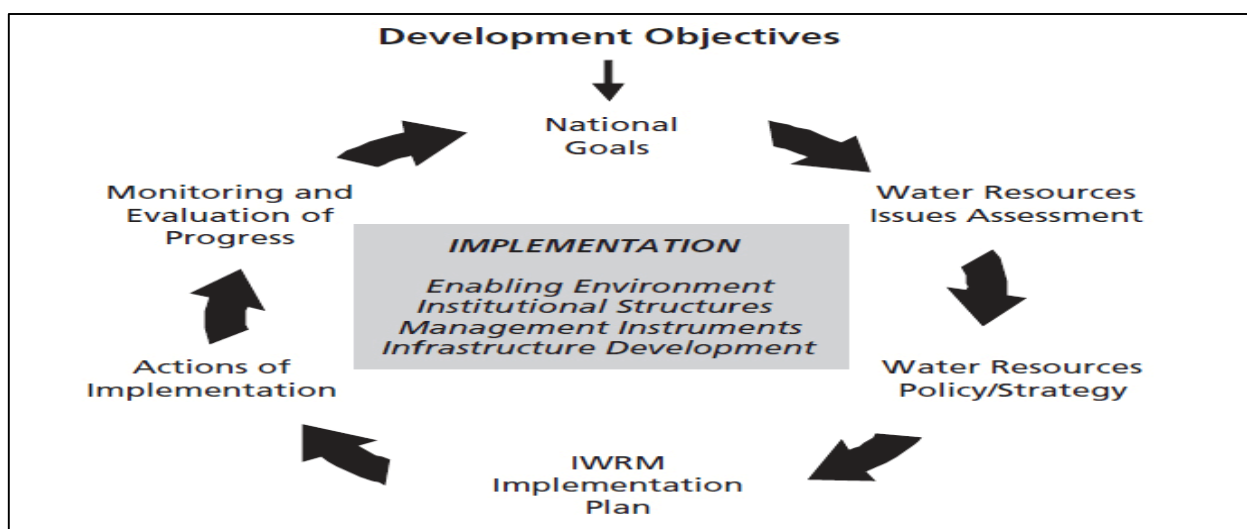 Development Objectives
National
Goals
Water Resources
Issues Assessment
Water Resources
Policy/Strategy
IWRM
Implementation
Plan
Actions of
Implementation
Monitoring and
Evaluation of
Progress
IMPLEMENTATION
Enabling Environment
Institutional Structures
Management Instruments
Infrastructure Development